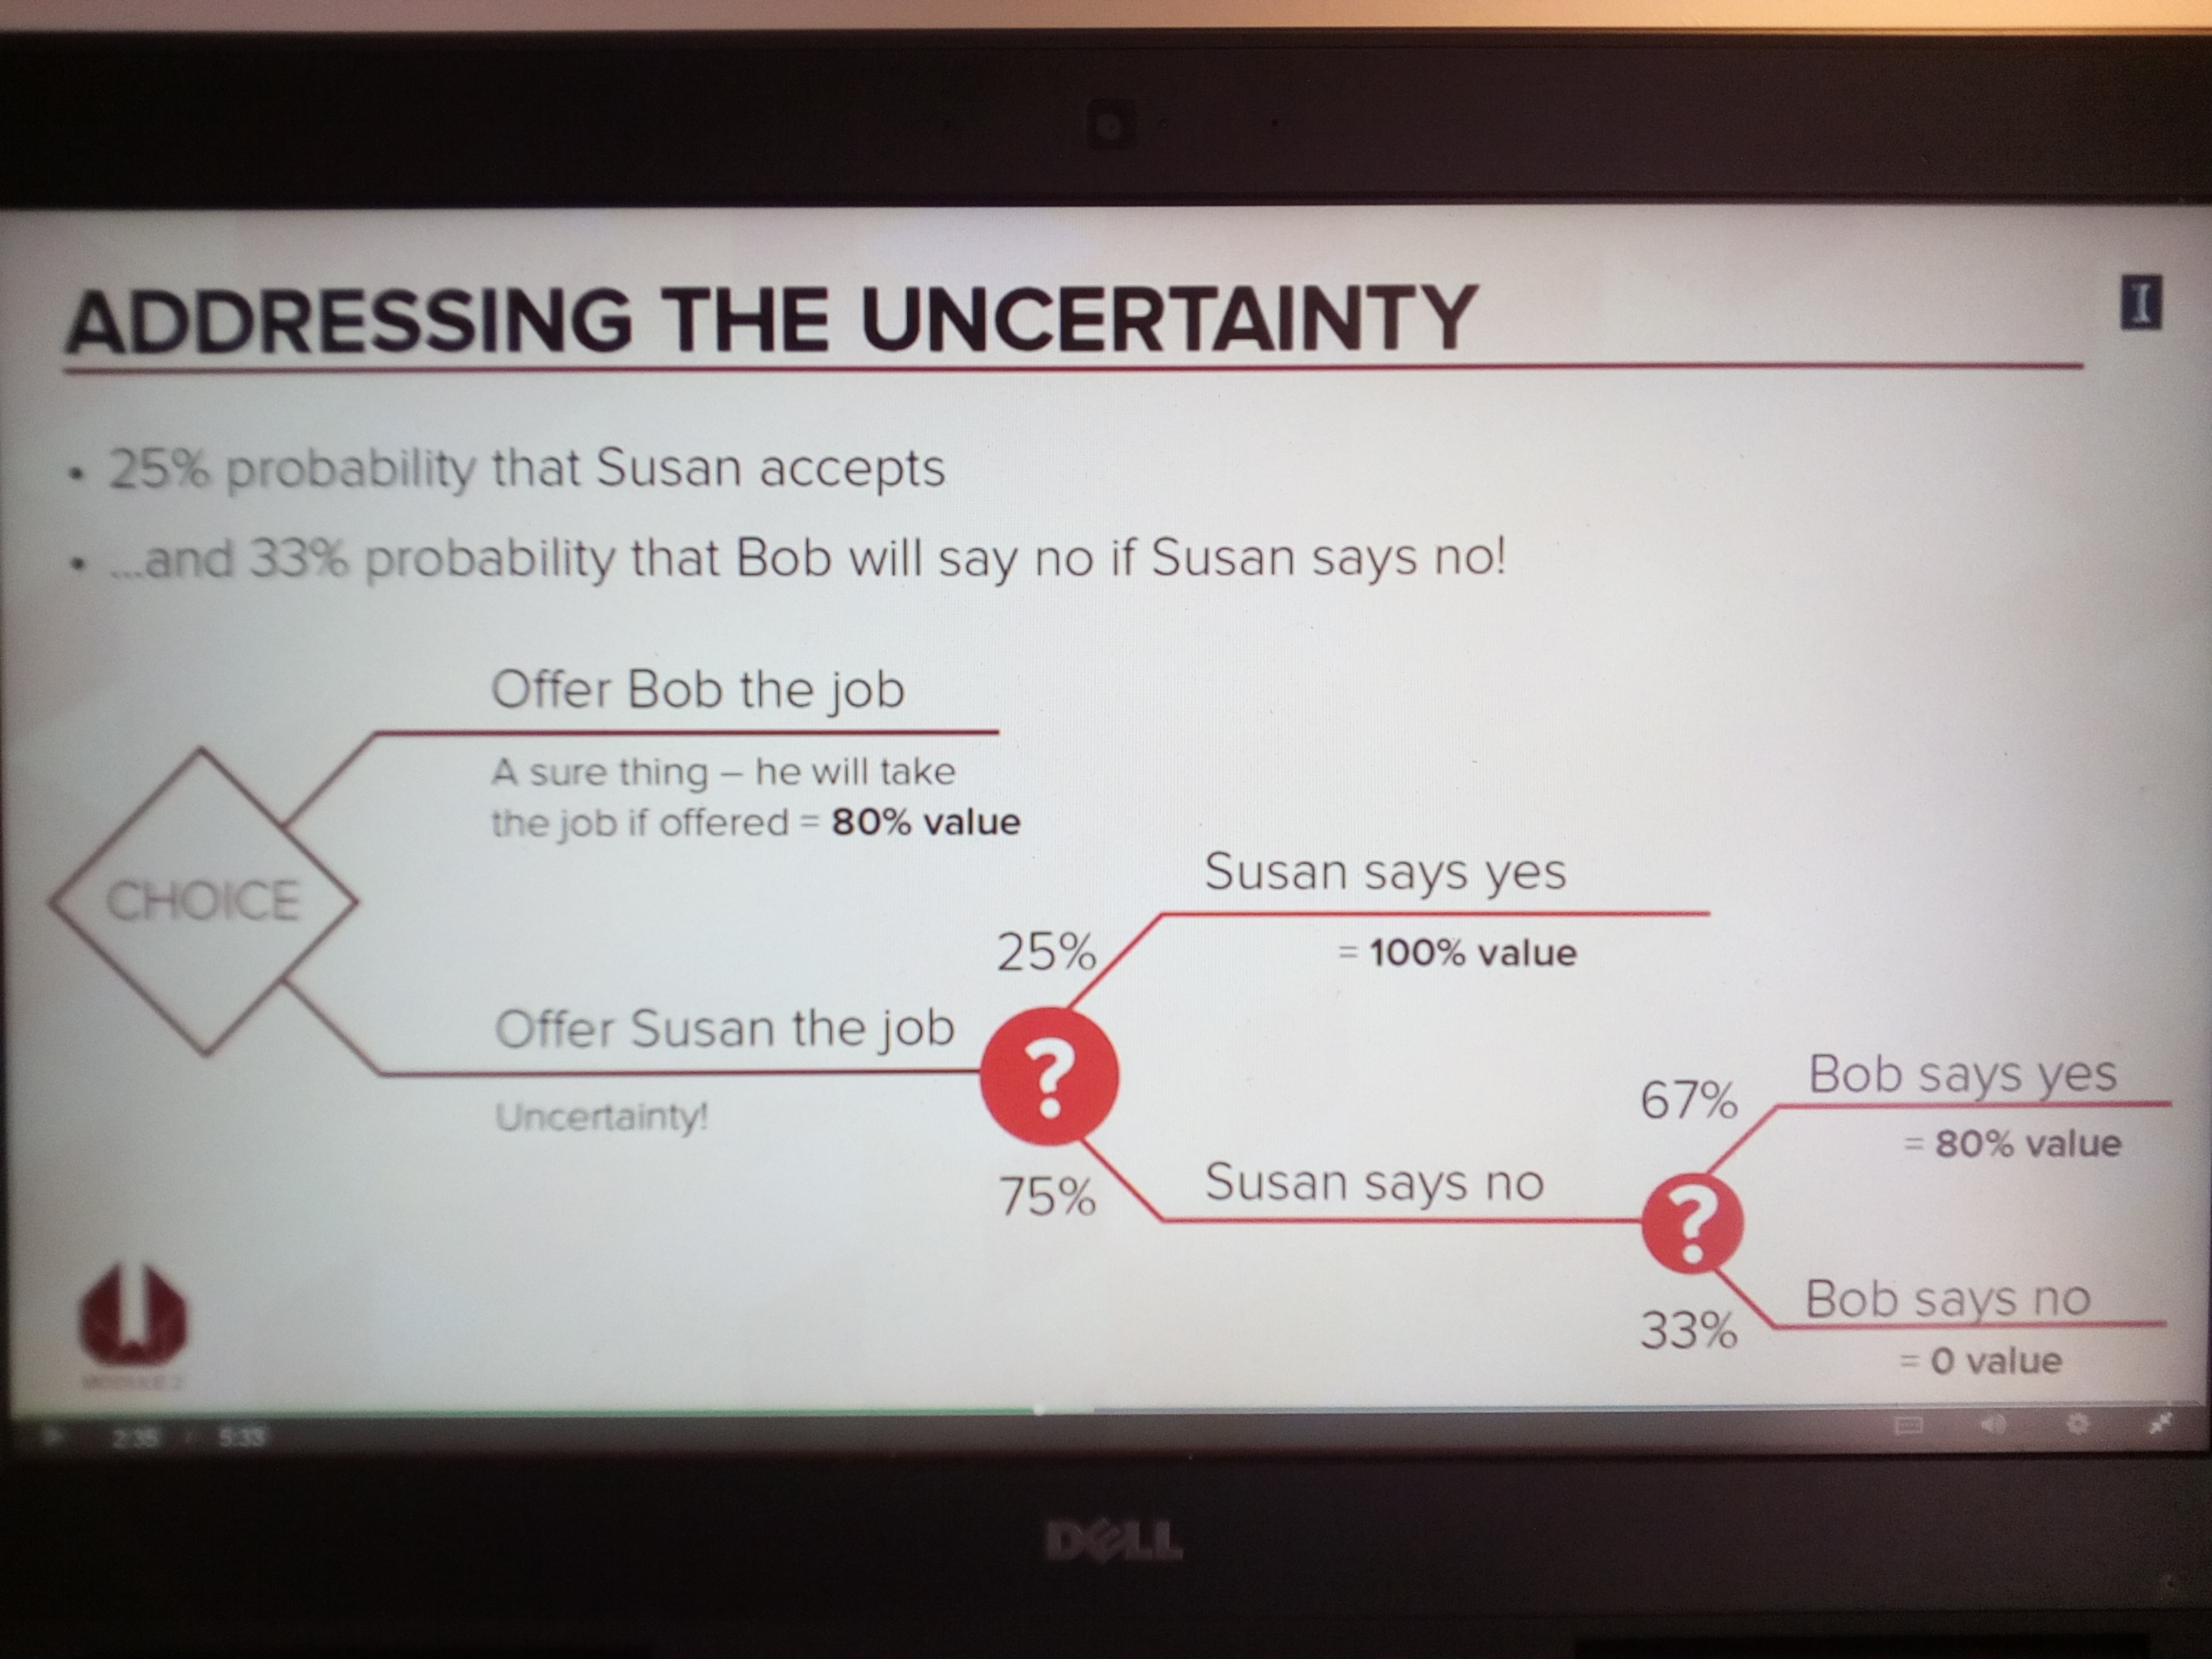 ADDRESSING THE UNCERTAINTY
I
• 25% probability that Susan accepts
• ...and 33% probability that Bob will say no if Susan says no!
Offer Bob the job
A sure thing – he will take
the job if offered = 80% value
CHOICE
Susan says yes
25%
= 100% value
Offer Susan the job
?
Uncertainty!
67%
Bob says yes
= 80% value
75%
Susan says no
?
33%
Bob says no
= 0 value
2:35 / 5:33
DELL